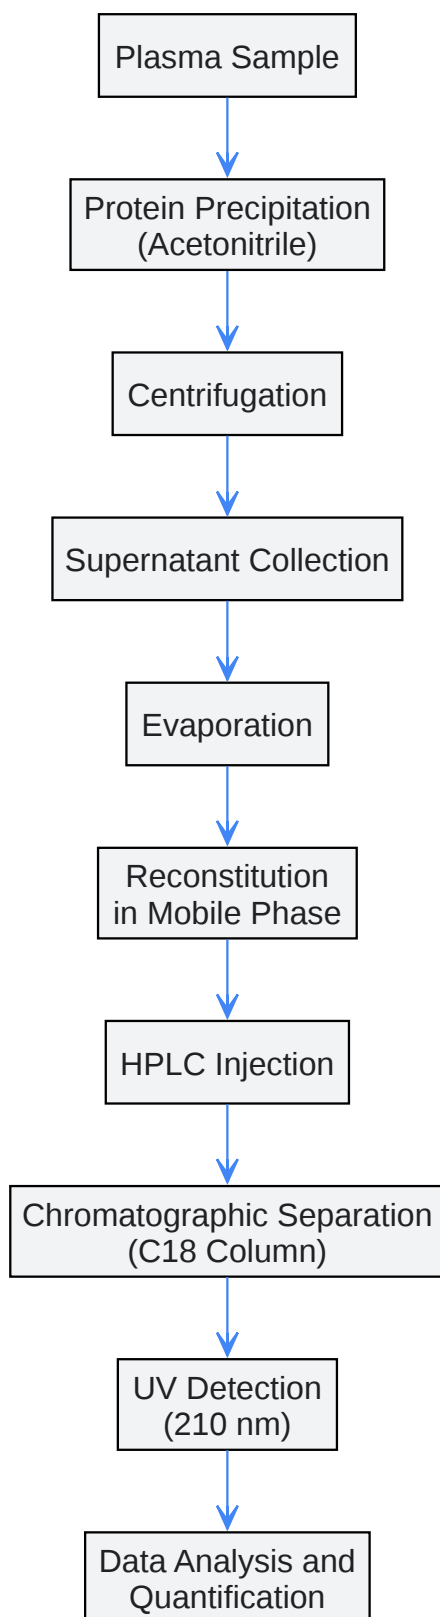 Plasma Sample
Protein Precipitation
(Acetonitrile)
Centrifugation
Supernatant Collection
Evaporation
Reconstitution
in Mobile Phase
HPLC Injection
Chromatographic Separation
(C18 Column)
UV Detection
(210 nm)
Data Analysis and
Quantification